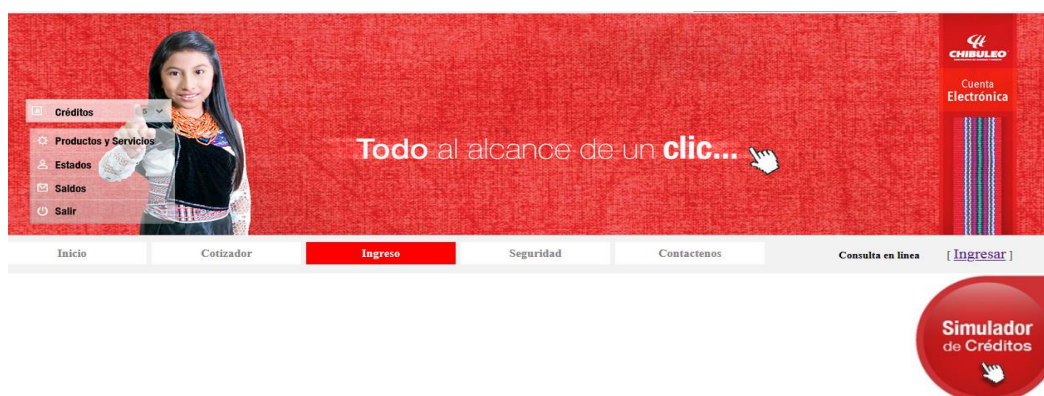 CHIBULEO
Cuenta
Electrónica
Créditos
Productos y Servicios
Estados
Saldos
Salir
Todo al alcance de un clic...
Inicio
Cotizador
Ingreso
Seguridad
Contactenos
Consulta en linea
[ Ingresar ]
Simulador
de Créditos